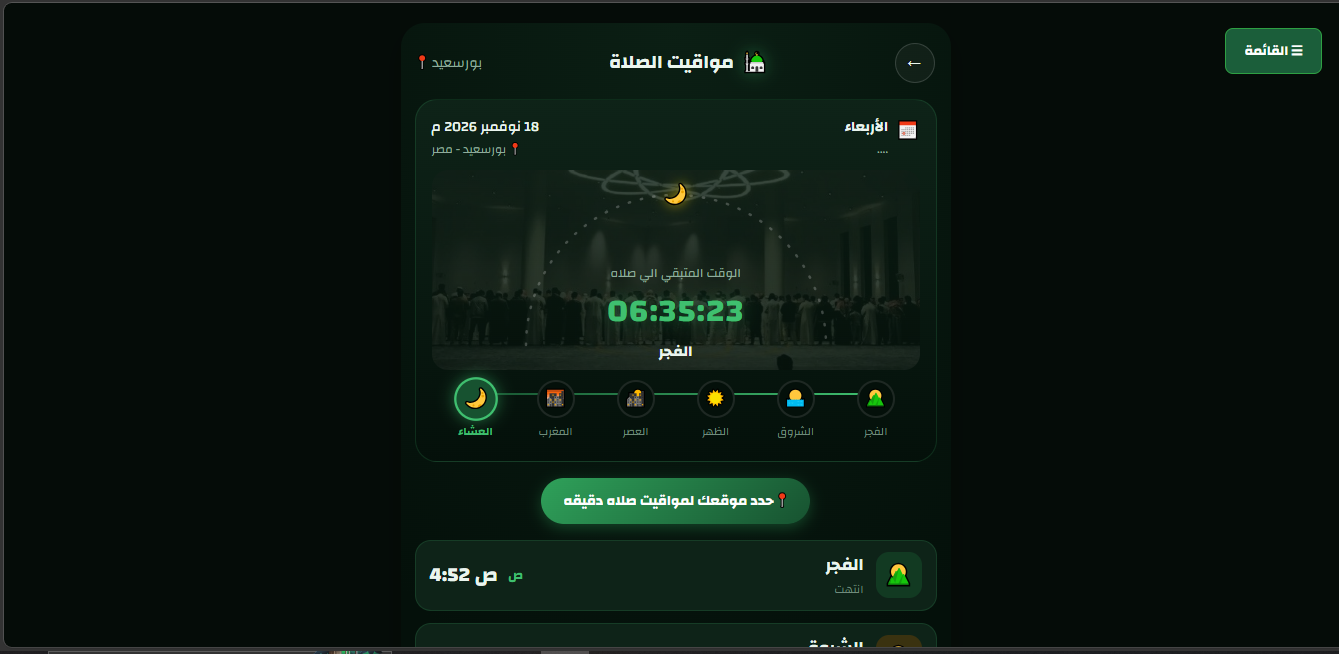 ☰ القائمة
←
مواقيت الصلاة
بورسعيد
الأربعاء
....
18 نوفمبر 2026 م
بورسعيد - مصر
الوقت المتبقي الي صلاه
06:35:23
الفجر
الفجر
الشروق
الظهر
العصر
المغرب
العشاء
حدد موقعك لمواقيت صلاه دقيقه
الفجر
انتهت
4:52 ص
ص